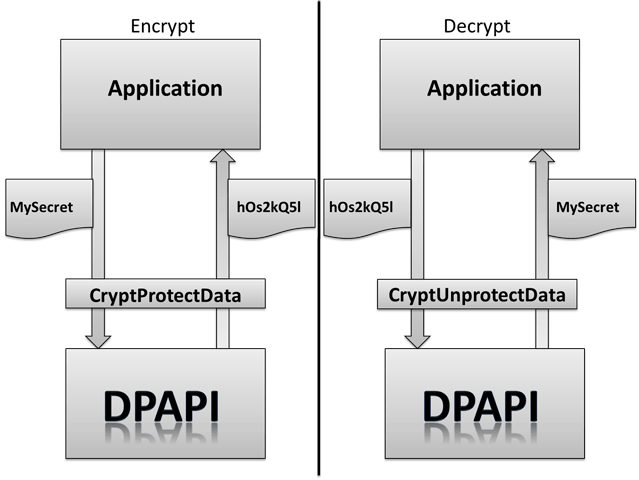 Encrypt
Application
MySecret
hOs2kQ5l
CryptProtectData
DPAPI
Decrypt
Application
hOs2kQ5l
MySecret
CryptUnprotectData
DPAPI